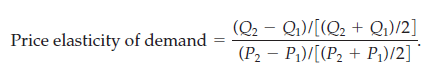 Price elasticity of demand = (Q₂ − Q₁)/[(Q₂ + Q₁)/2]
(P₂ − P₁)/[(P₂ + P₁)/2].